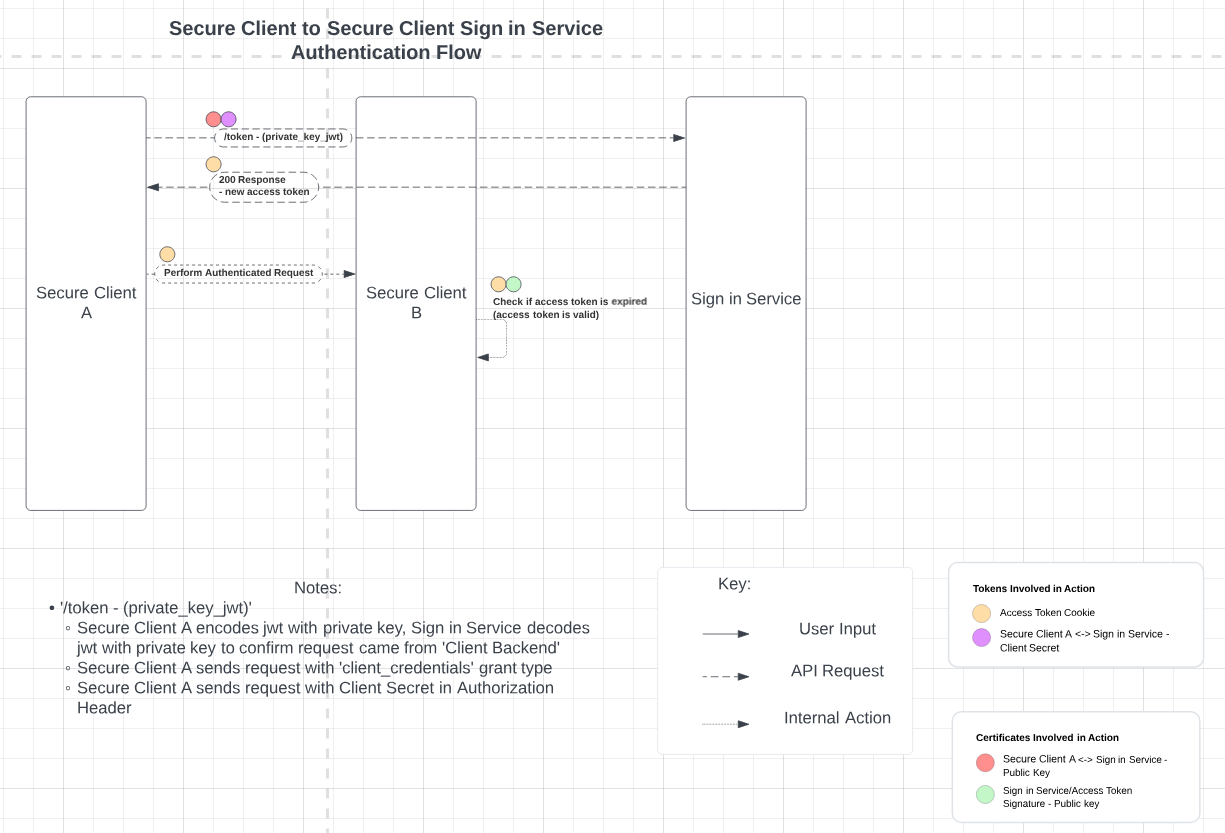 Secure Client to Secure Client Sign in Service
Authentication Flow
/token - (private_key_jwt)
200 Response
- new access token
Perform Authenticated Request
Check if access token is expired
(access token is valid)
Secure Client
A
Secure Client
B
Sign in Service
Notes:
• '/token - (private_key_jwt)'
◦ Secure Client A encodes jwt with private key, Sign in Service decodes
jwt with private key to confirm request came from 'Client Backend'
◦ Secure Client A sends request with 'client_credentials' grant type
◦ Secure Client A sends request with Client Secret in Authorization
Header
Key:
User Input
API Request
Internal Action
Tokens Involved in Action
Access Token Cookie
Secure Client A <-> Sign in Service -
Client Secret
Certificates Involved in Action
Secure Client A <-> Sign in Service -
Public Key
Sign in Service/Access Token
Signature - Public key